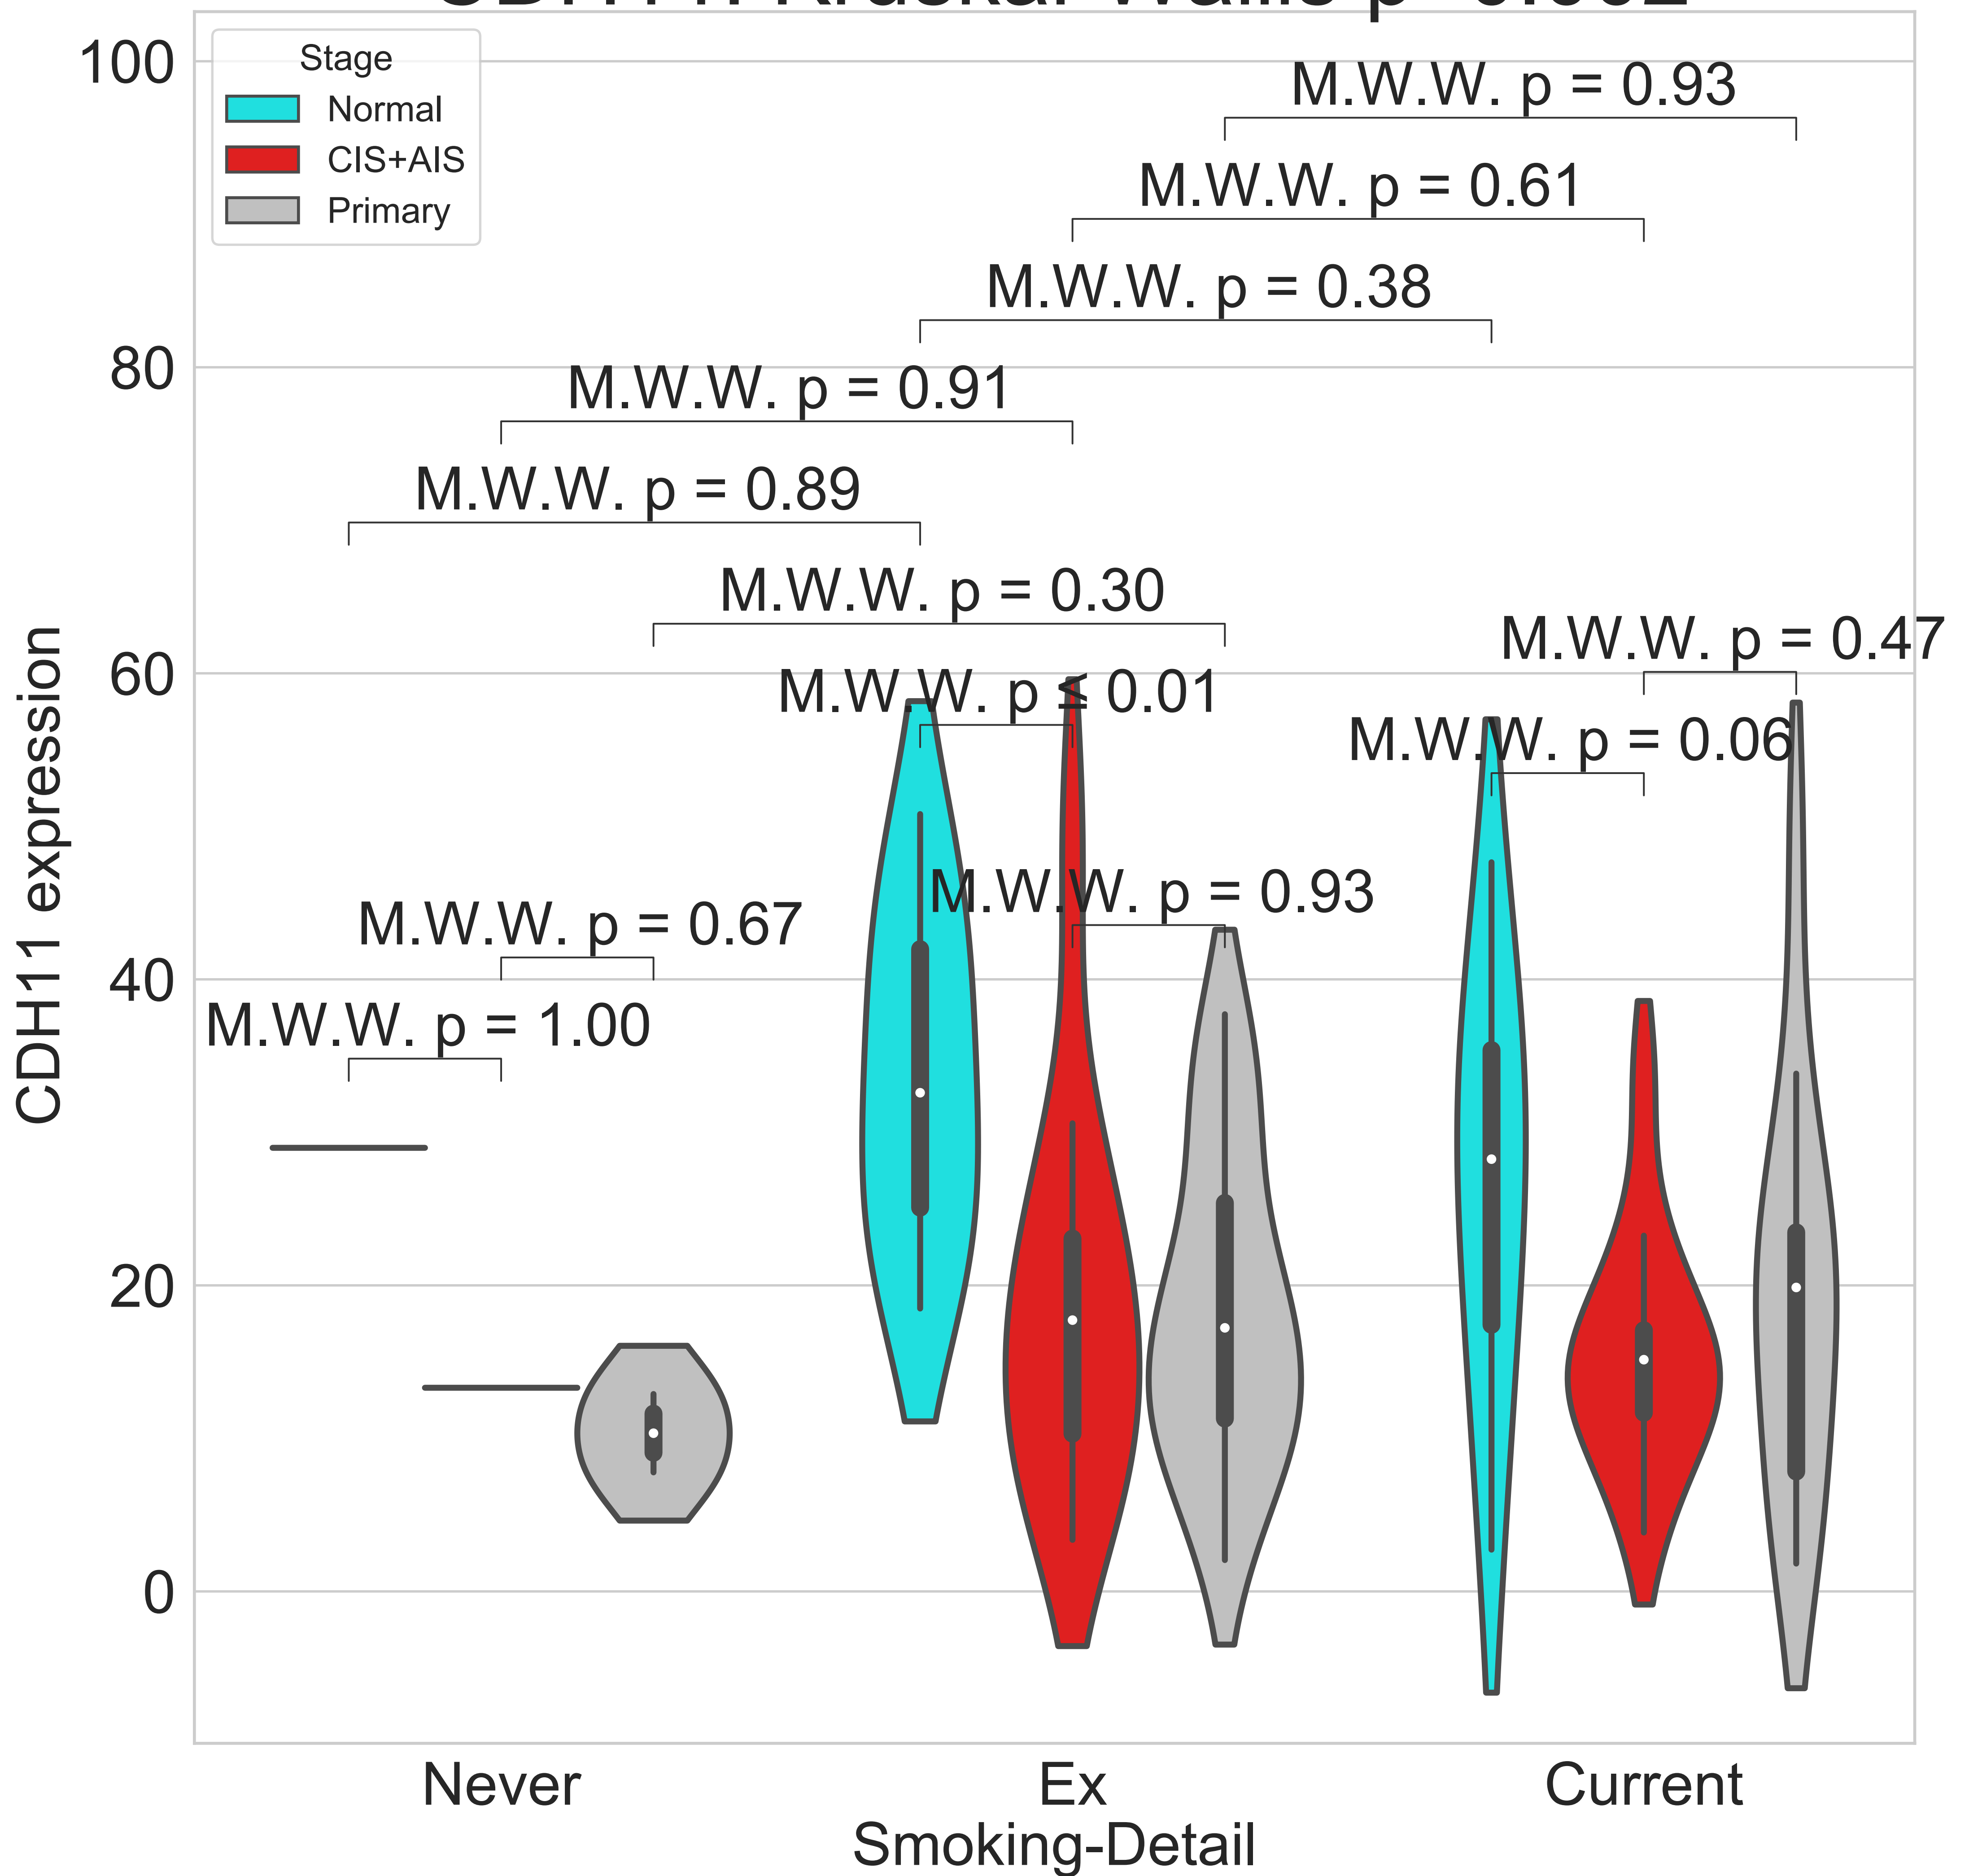 100
Stage
Normal
CIS+AIS
Primary
M.W.W. p = 0.93
M.W.W. p = 0.61
M.W.W. p = 0.38
80
M.W.W. p = 0.91
M.W.W. p = 0.89
M.W.W. p = 0.30
60
M.W.W. p = 0.47
M.W.W. p ≤ 0.01
M.W.W. p = 0.06
M.W.W. p = 0.93
M.W.W. p = 0.67
40
M.W.W. p = 1.00
20
0
CDH11 expression
Never
Ex
Current
Smoking-Detail